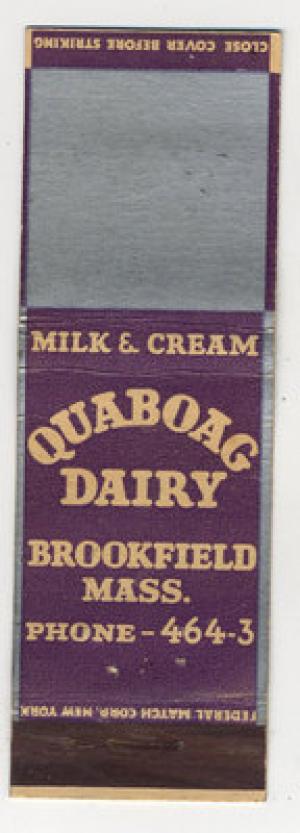 CLOSE COVER BEFORE STRIKING
MILK & CREAM
QUABOAG
DAIRY
BROOKFIELD
MASS.
PHONE - 464-3
FEDERAL MATCH CORP. NEW YORK